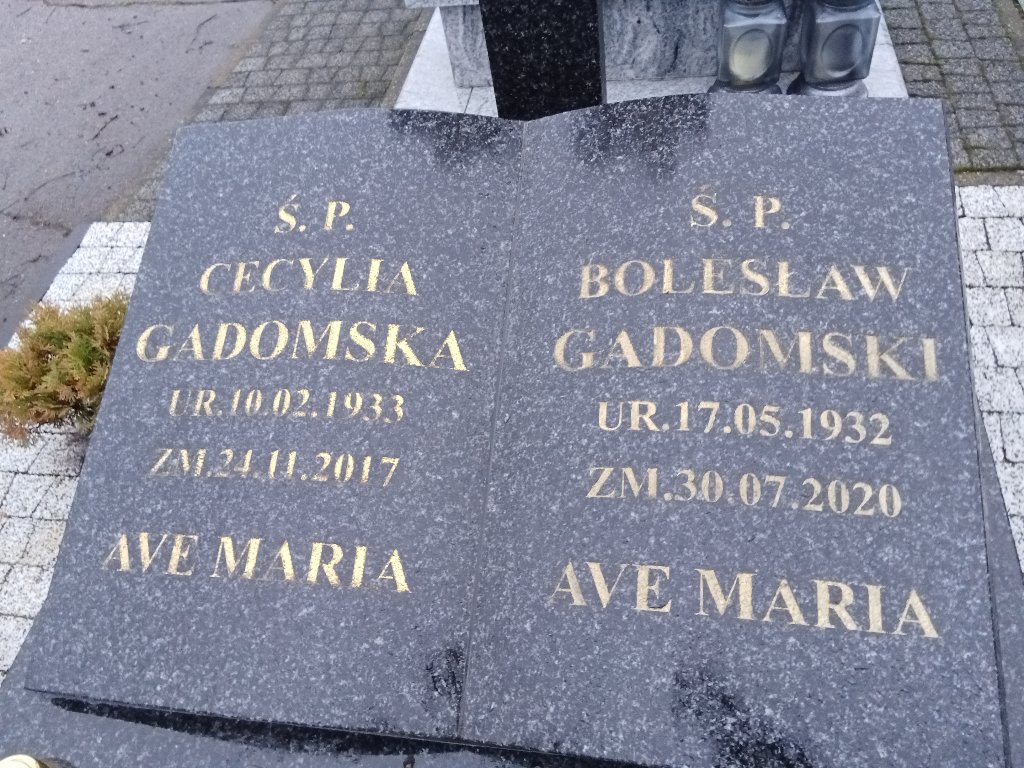 Ś. P.
CECYLIA
GADOMSKA
UR.10.02.1933
ZM.24.11.2017
AVE MARIA
Ś. P.
BOLESŁAW
GADOMSKI
UR.17.05.1932
ZM.30.07.2020
AVE MARIA